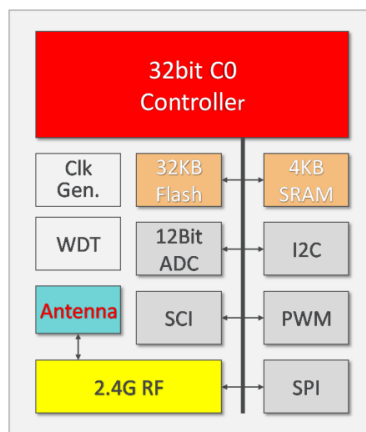 32bit C0
Controller
Clk
Gen.
32KB
Flash
4KB
SRAM
WDT
12Bit
ADC
I2C
Antenna
SCI
PWM
2.4G RF
SPI